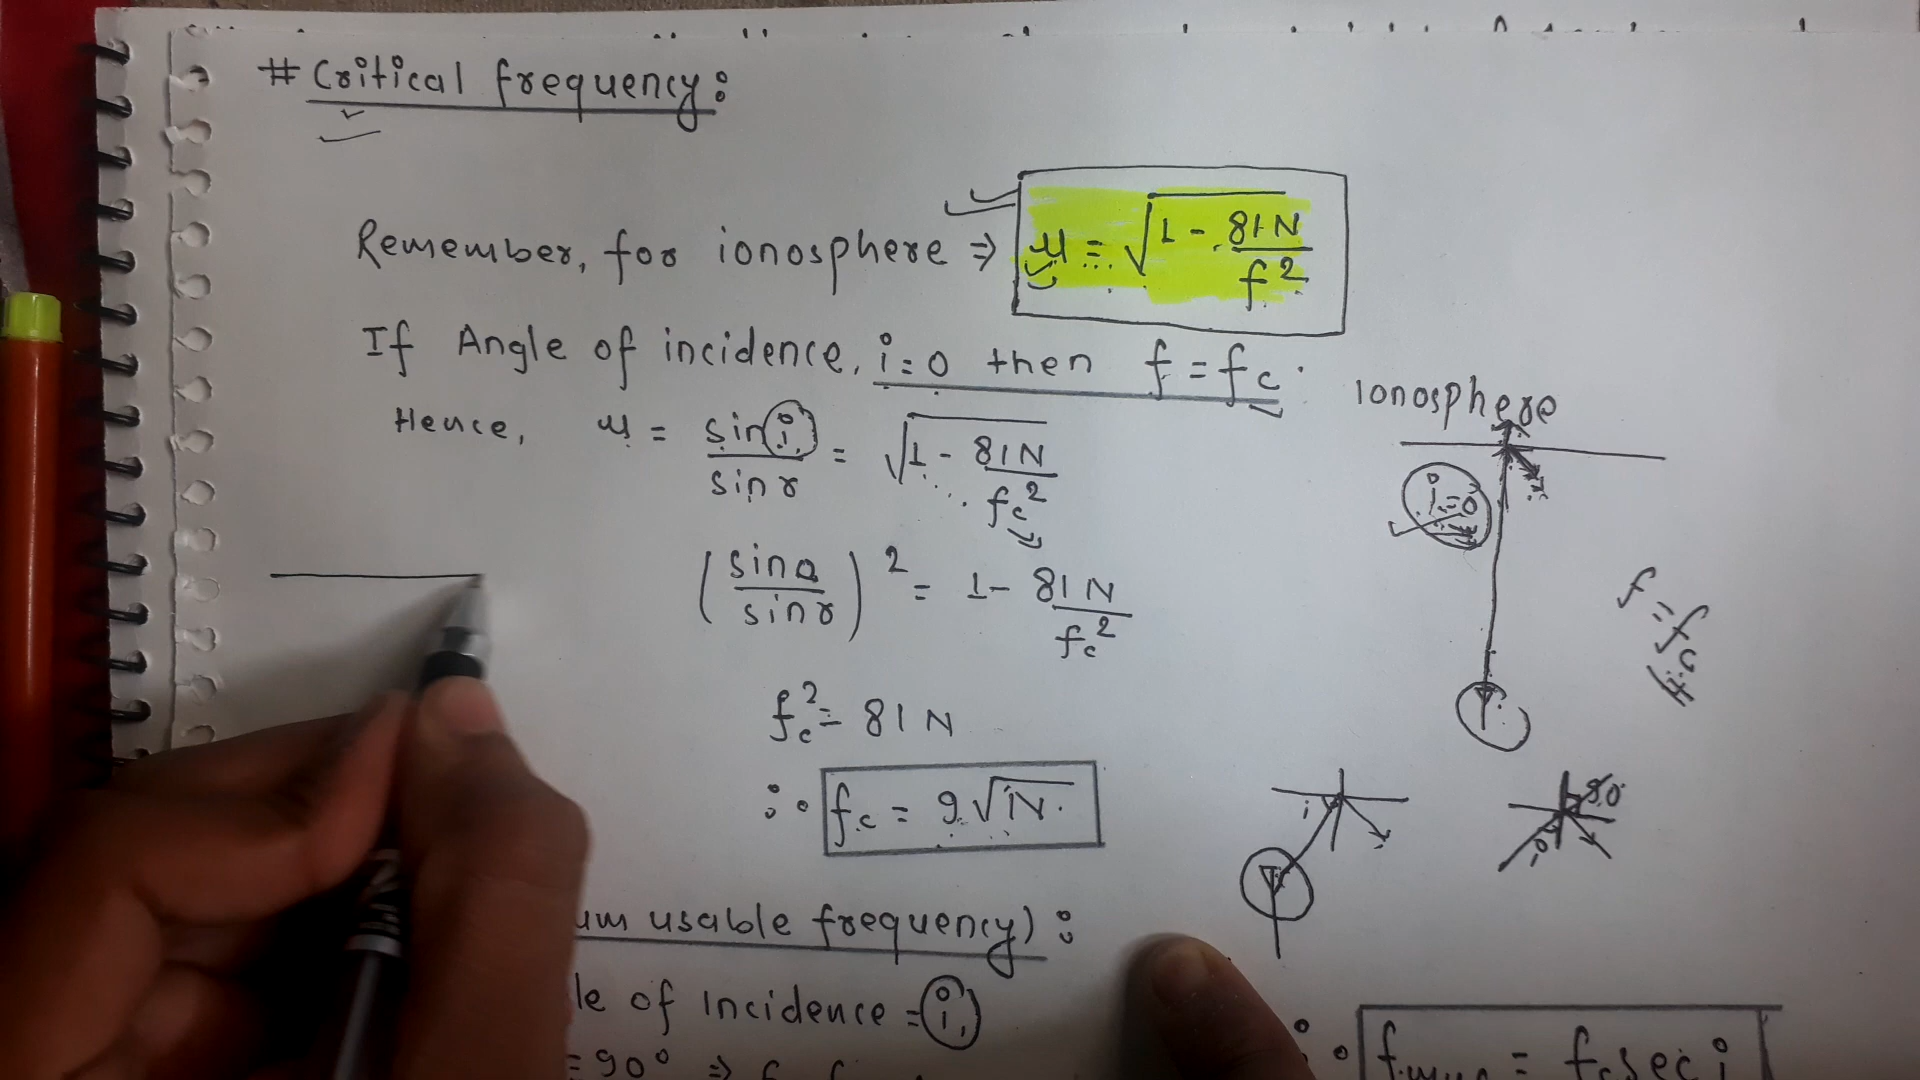 # Critical frequency:
Remember, for ionosphere ⇒ μ = √(1 - 81N/f²)
If Angle of incidence, i=0 then f = fc.
ionosphere
Hence, μ = sin i/sin r = √(1 - 81N/fc²)
i=0
(sin 0/sin r)² = 1 - 81N/fc²
f = fc
fc² = 81N
∴ fc = 9√N.
i
um usable frequency):
le of incidence = i
= 90° ⇒
= fc sec i